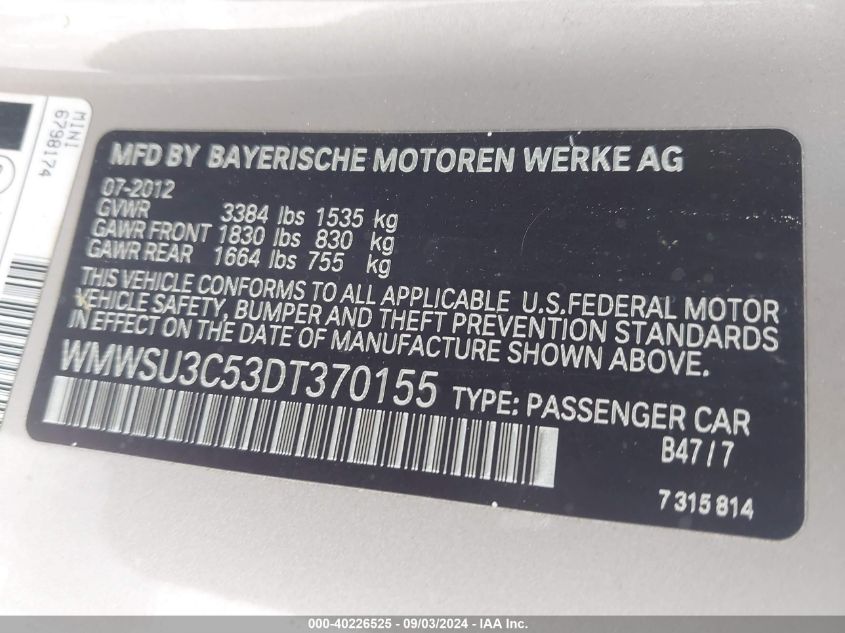 MINI
6798174
MFD BY BAYERISCHE MOTOREN WERKE AG
07-2012
GVWR 3384 lbs 1535 kg
GAWR FRONT 1830 lbs 830 kg
GAWR REAR 1664 lbs 755 kg
THIS VEHICLE CONFORMS TO ALL APPLICABLE U.S.FEDERAL MOTOR
VEHICLE SAFETY, BUMPER AND THEFT PREVENTION STANDARDS
IN EFFECT ON THE DATE OF MANUFACTURE SHOWN ABOVE.
WMWSU3C53DT370155 TYPE: PASSENGER CAR
B47/7
7315814
000-40226525 - 09/03/2024 - IAA Inc.